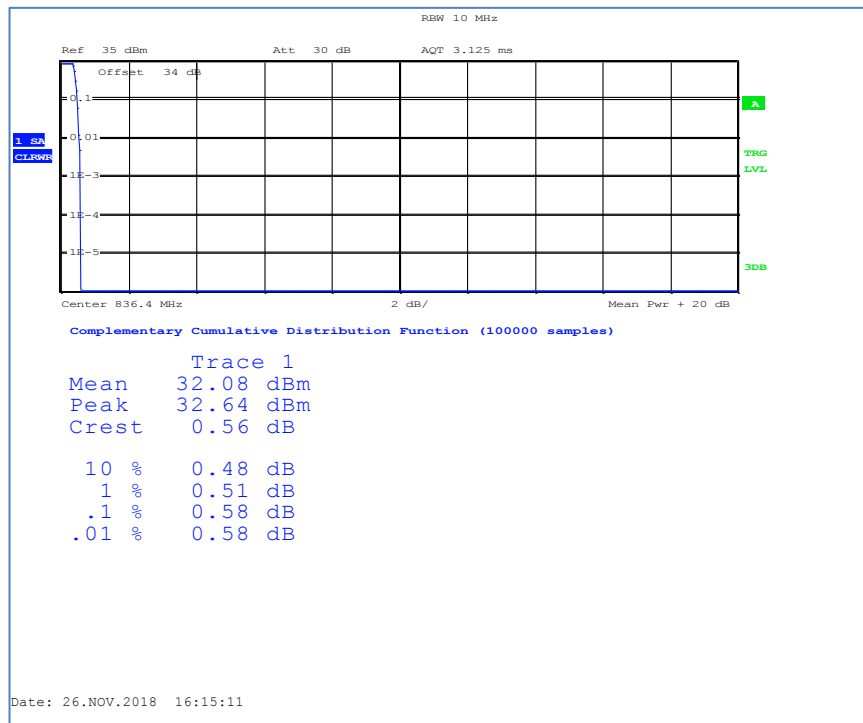 RBW 10 MHz
Ref 35 dBm Att 30 dB AQT 3.125 ms
Offset 34 dB
0.1
A
0.01
1 SA
CLRWR
TRG
LVL
1E-3
1E-4
1E-5
3DB
Center 836.4 MHz 2 dB/ Mean Pwr + 20 dB
Complementary Cumulative Distribution Function (100000 samples)
Trace 1
Mean 32.08 dBm
Peak 32.64 dBm
Crest 0.56 dB
10 % 0.48 dB
1 % 0.51 dB
.1 % 0.58 dB
.01 % 0.58 dB
Date: 26.NOV.2018 16:15:11